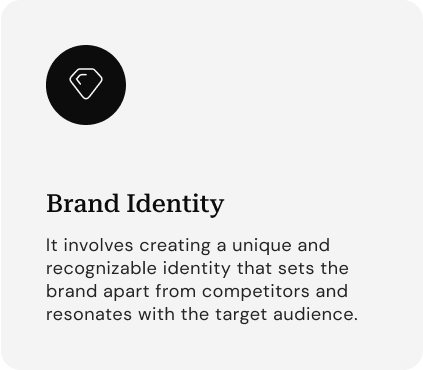 Brand Identity
It involves creating a unique and
recognizable identity that sets the
brand apart from competitors and
resonates with the target audience.